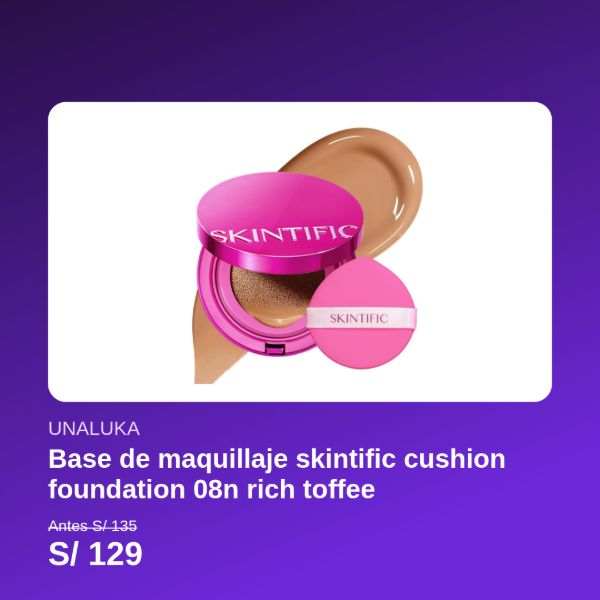 SKINTIFIC
SKINTIFIC
UNALUKA
Base de maquillaje skintific cushion
foundation 08n rich toffee
Antes S/ 135
S/ 129